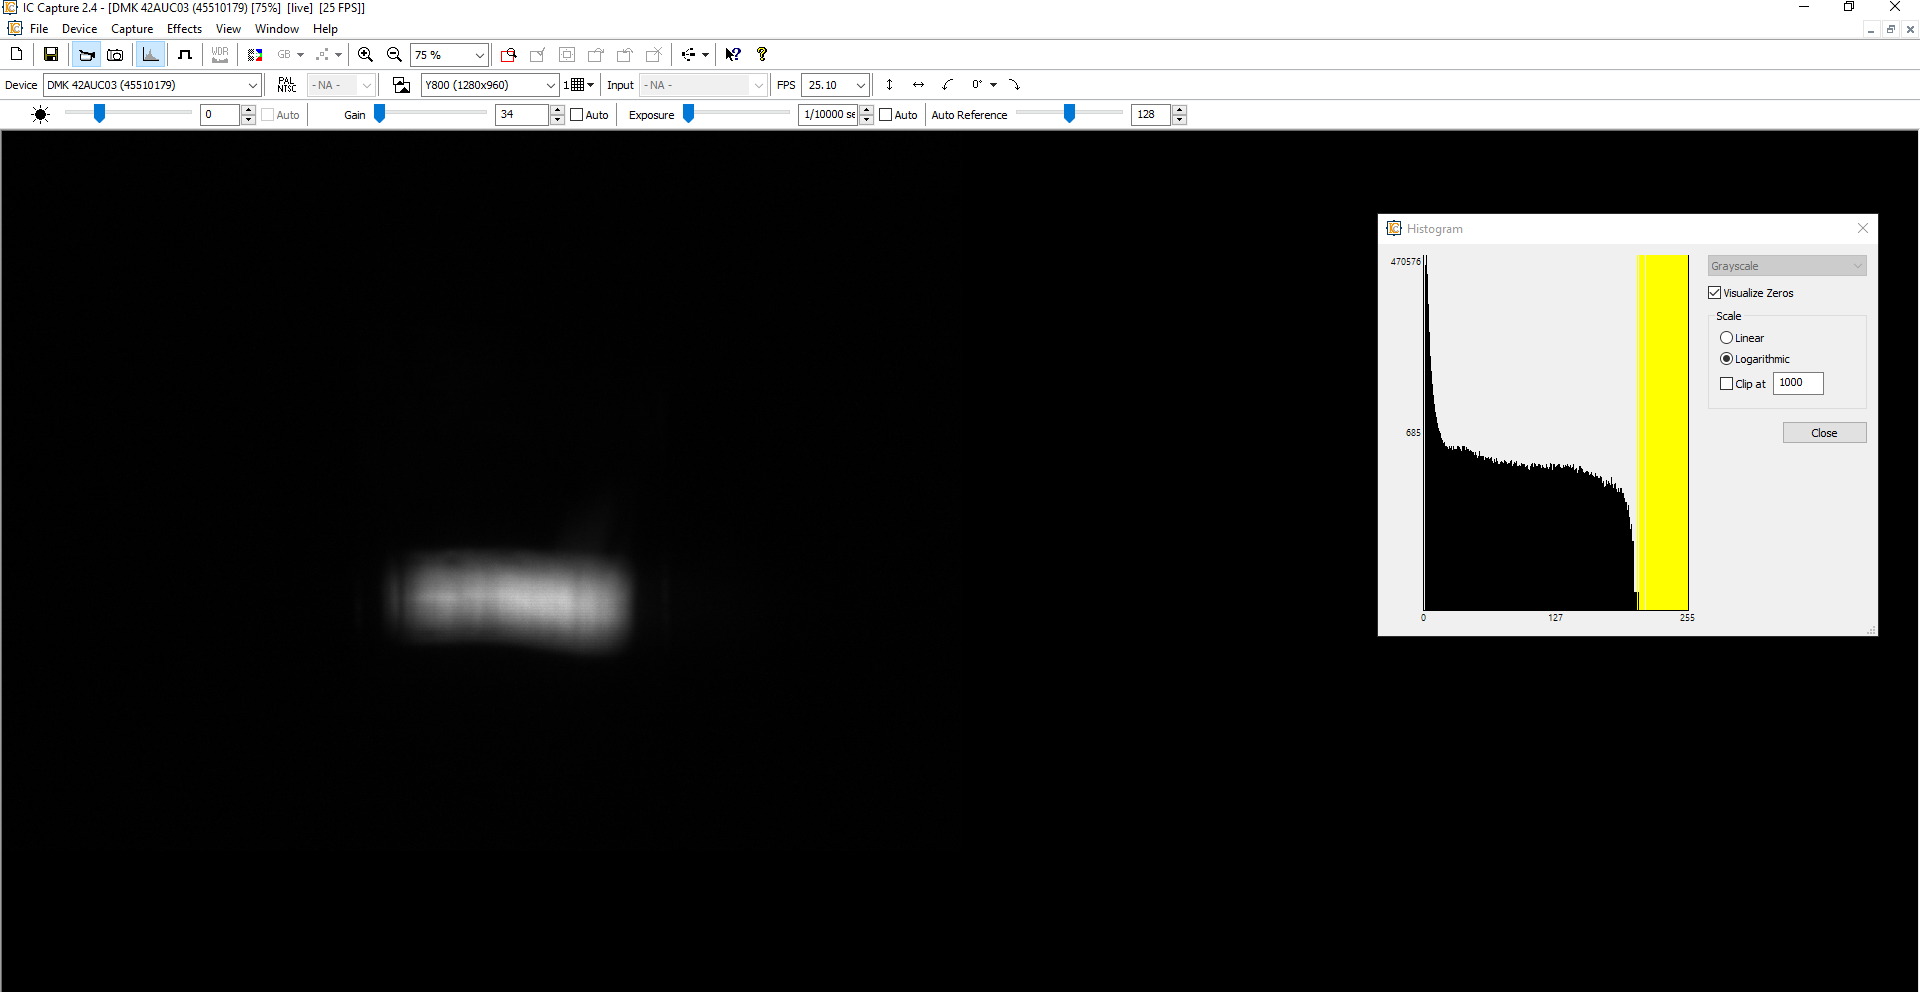 IC Capture 2.4 - [DMK 42AUC03 (45510179) [75%] [live] [25 FPS]]
File Device Capture Effects View Window Help
WDR GB 75 %
Device DMK 42AUC03 (45510179) PAL NTSC - NA - Y800 (1280x960) 1 Input - NA - FPS 25.10 0°
0 Auto Gain 34 Auto Exposure 1/10000 se Auto Auto Reference 128
Histogram
470576
685
0 127 255
Grayscale
Visualize Zeros
Scale
Linear
Logarithmic
Clip at 1000
Close